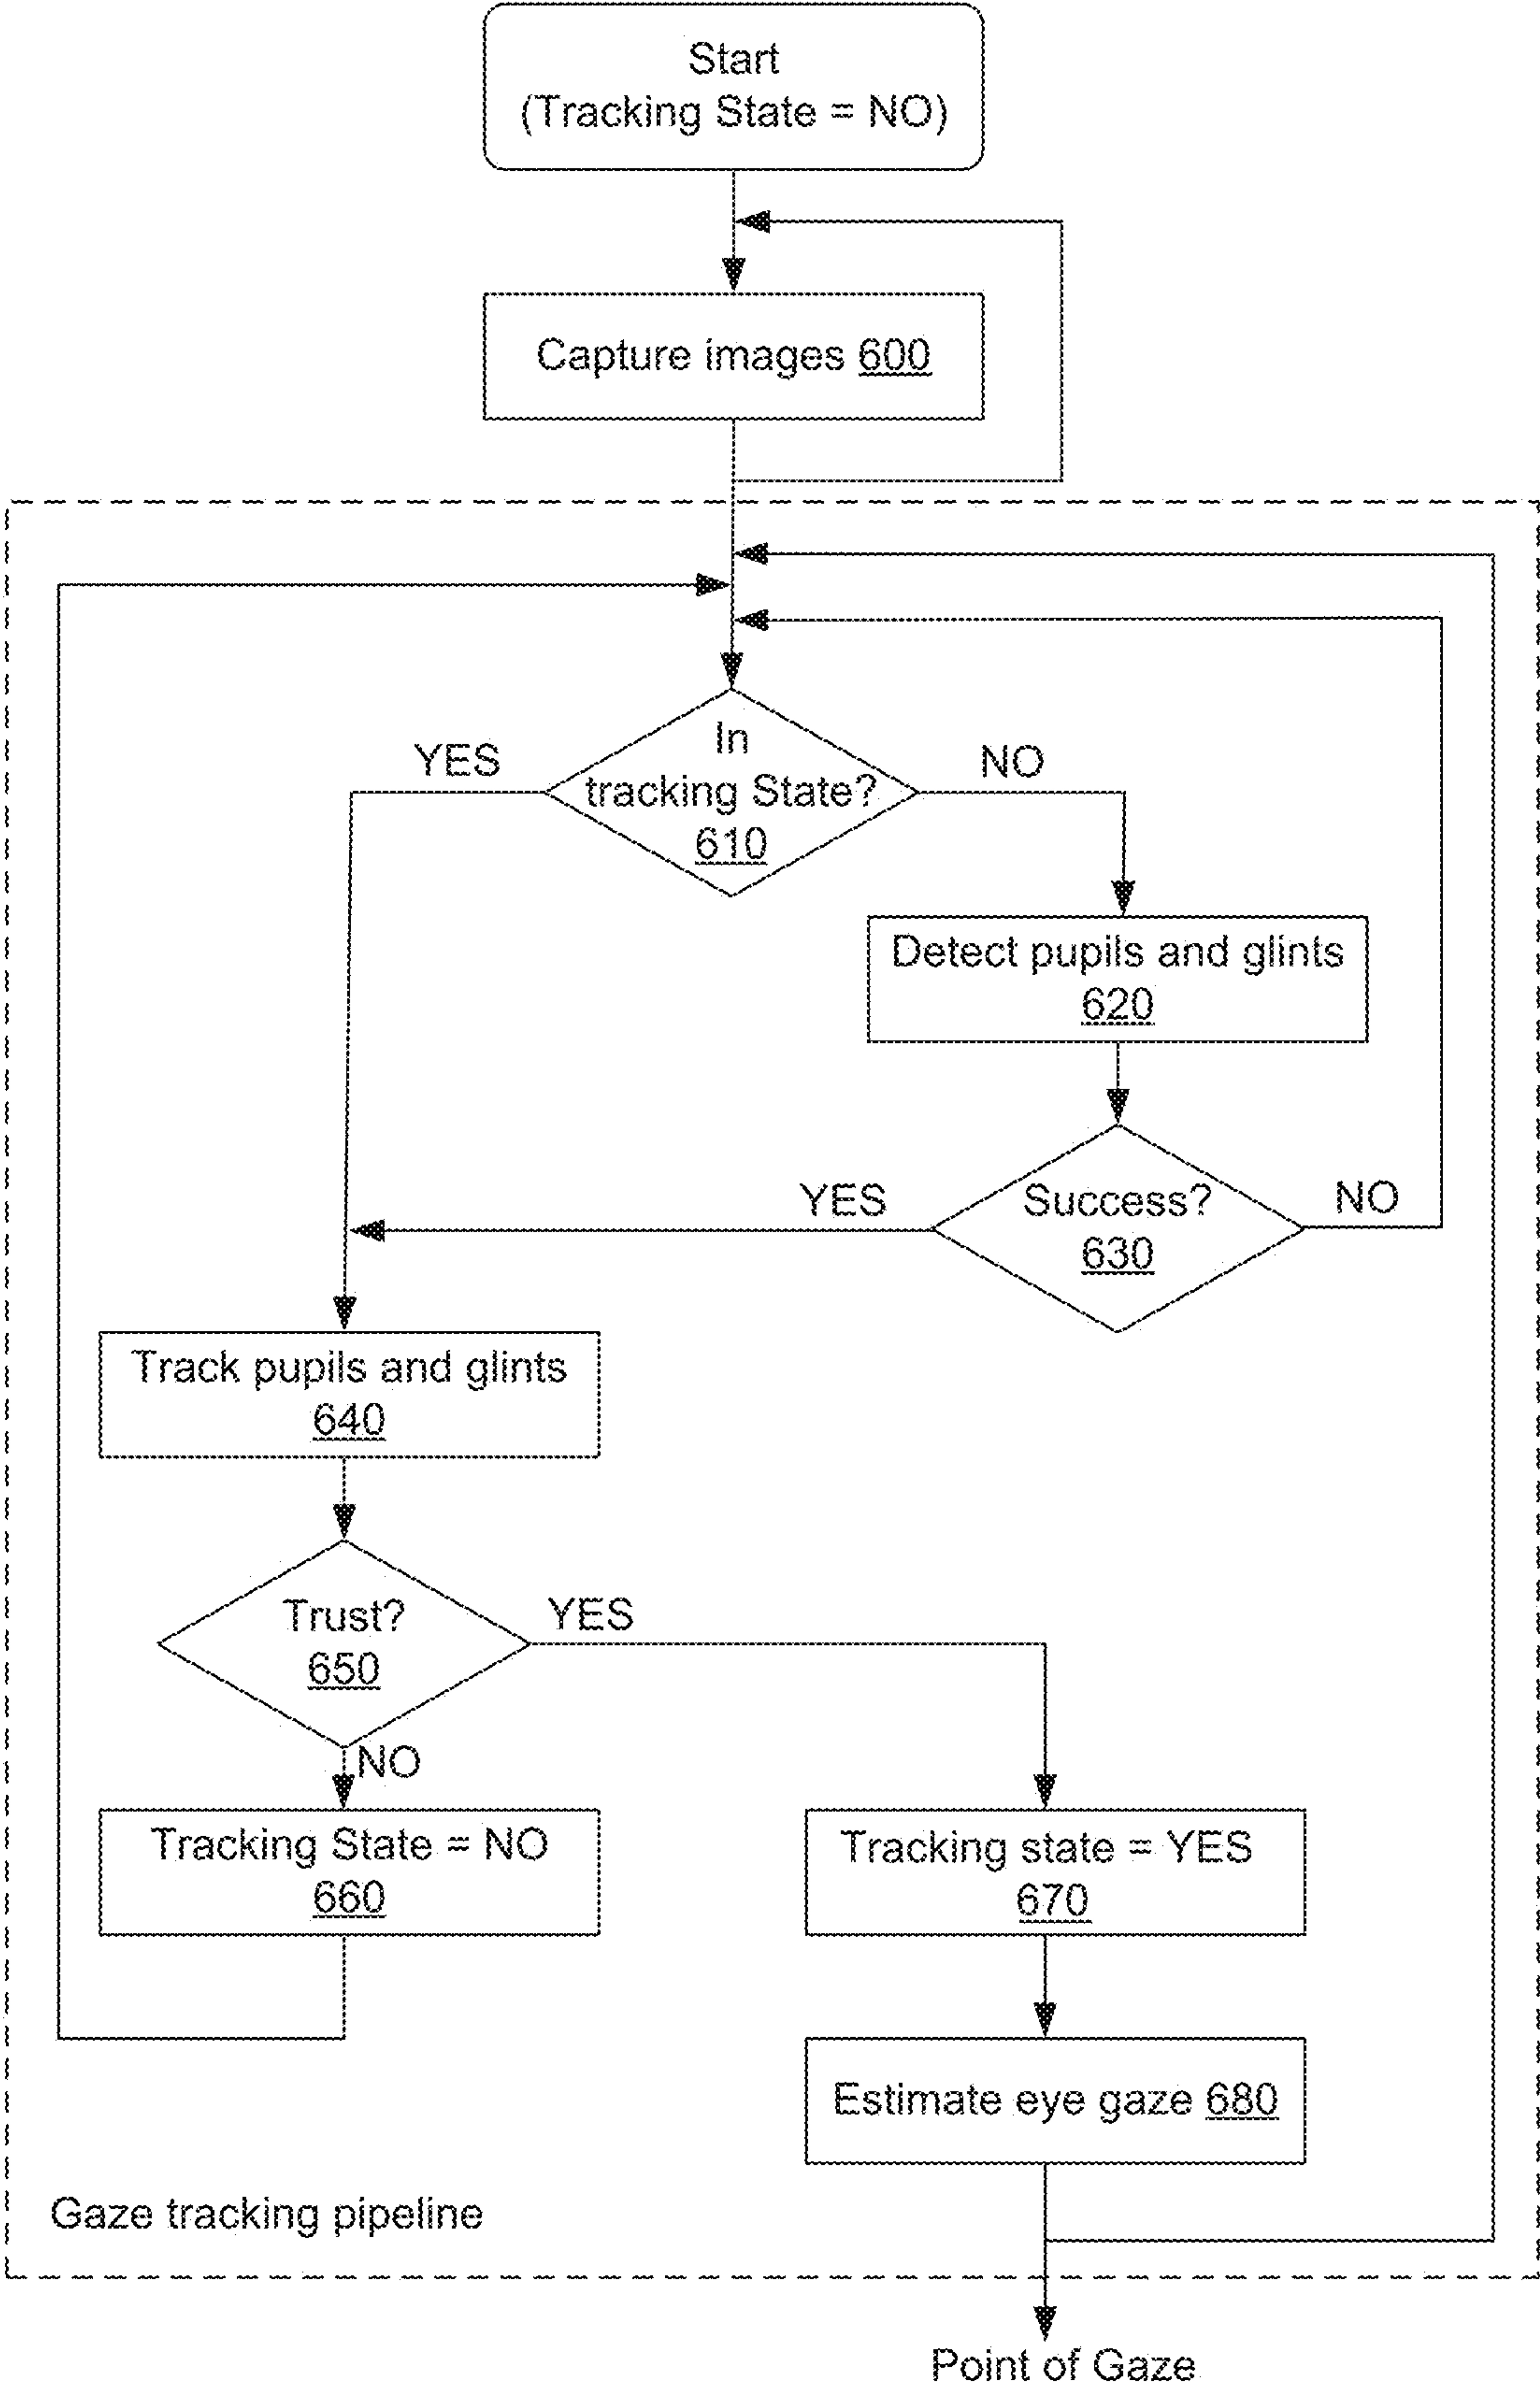 Start
(Tracking State = NO)
Capture images 600
In
tracking State?
610
YES
NO
Detect pupils and glints
620
Success?
630
YES
NO
Track pupils and glints
640
Trust?
650
YES
NO
Tracking State = NO
660
Tracking state = YES
670
Estimate eye gaze 680
Gaze tracking pipeline
Point of Gaze